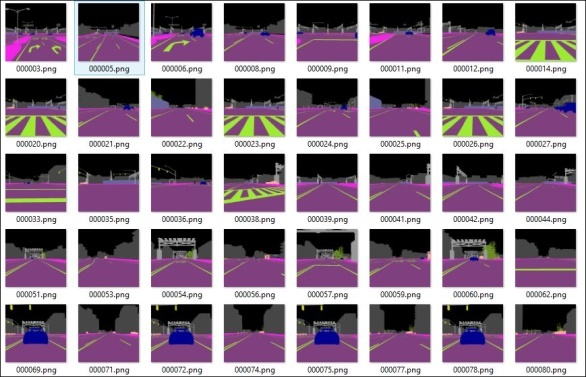 000003.png 000005.png 000006.png 000008.png 000009.png 000011.png 000012.png 000014.png
000020.png 000021.png 000022.png 000023.png 000024.png 000025.png 000026.png 000027.png
000033.png 000035.png 000036.png 000038.png 000039.png 000041.png 000042.png 000044.png
000051.png 000053.png 000054.png 000056.png 000057.png 000059.png 000060.png 000062.png
000069.png 000071.png 000072.png 000074.png 000075.png 000077.png 000078.png 000080.png